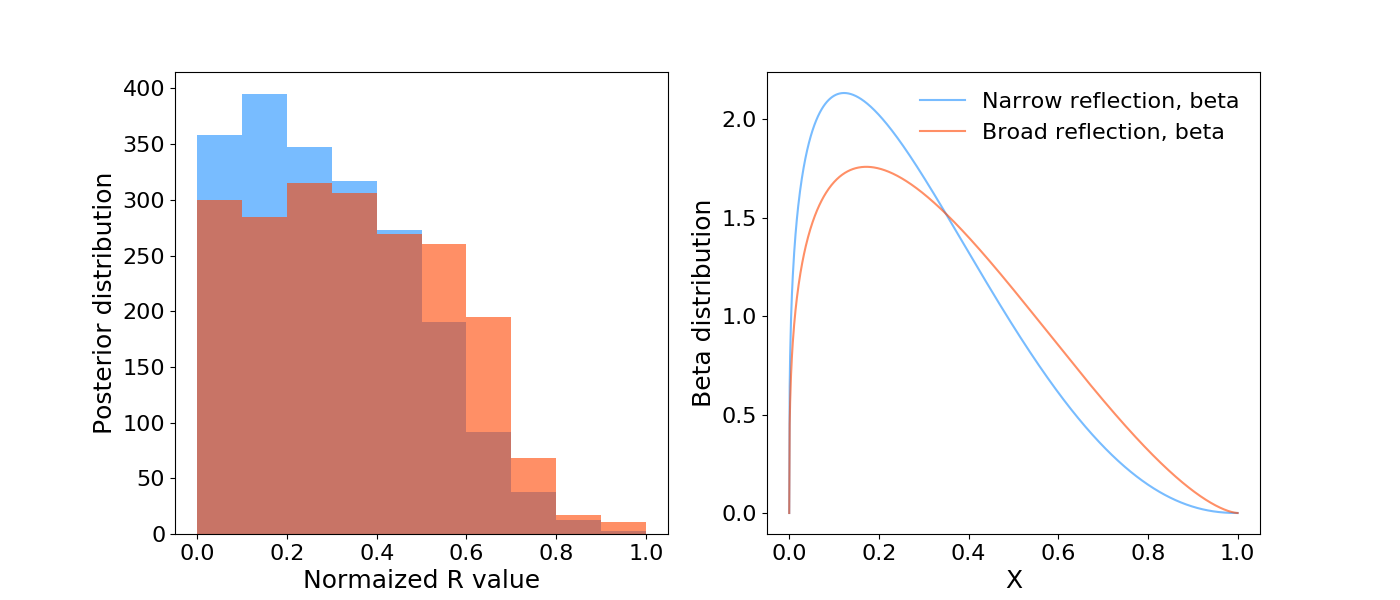 400
350
300
250
200
150
100
50
0
Posterior distribution
0.0 0.2 0.4 0.6 0.8 1.0
Normaized R value
2.0
1.5
1.0
0.5
0.0
Beta distribution
Narrow reflection, beta
Broad reflection, beta
0.0 0.2 0.4 0.6 0.8 1.0
X